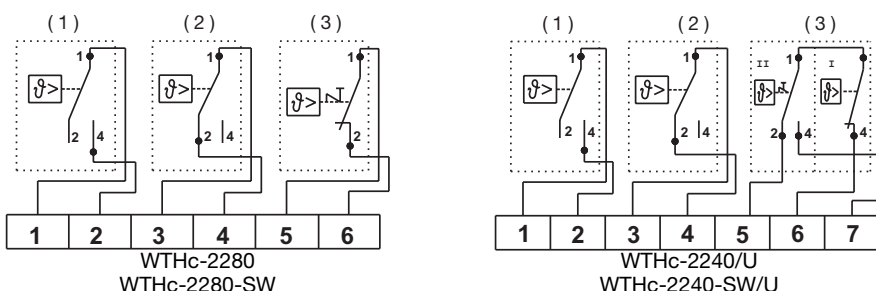 ( 1 ) ( 2 ) ( 3 ) ( 1 ) ( 2 ) ( 3 )
1 1 1 1 1 II 1 I
ϑ> ϑ> ϑ> ϑ> ϑ> ϑ> ϑ>
2 4 2 4 2 2 4 2 4 2 4 4
1 2 3 4 5 6 1 2 3 4 5 6 7
WTHc-2280 WTHc-2240/U
WTHc-2280-SW WTHc-2240-SW/U